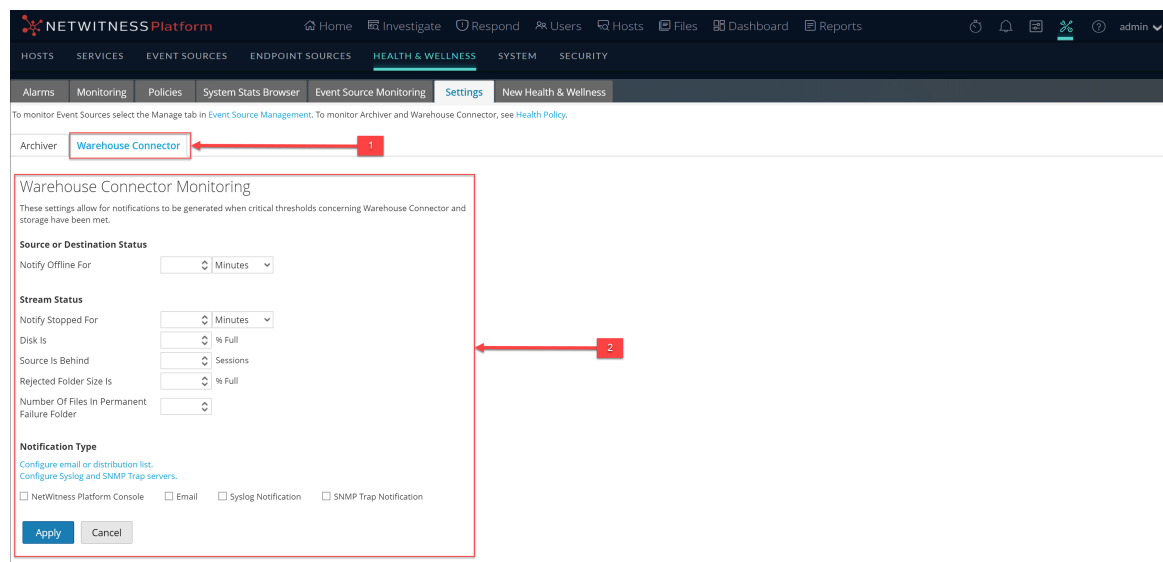 NETWITNESS Platform Home Investigate Respond Users Hosts Files Dashboard Reports admin
HOSTS SERVICES EVENT SOURCES ENDPOINT SOURCES HEALTH & WELLNESS SYSTEM SECURITY
Alarms Monitoring Policies System Stats Browser Event Source Monitoring Settings New Health & Wellness
To monitor Event Sources select the Manage tab in Event Source Management. To monitor Archiver and Warehouse Connector, see Health Policy.
Archiver Warehouse Connector 1
Warehouse Connector Monitoring
These settings allow for notifications to be generated when critical thresholds concerning Warehouse Connector and
storage have been met.
Source or Destination Status
Notify Offline For Minutes
Stream Status
Notify Stopped For Minutes
Disk Is % Full
2
Source Is Behind Sessions
Rejected Folder Size Is % Full
Number Of Files In Permanent
Failure Folder
Notification Type
Configure email or distribution list.
Configure Syslog and SNMP Trap servers.
NetWitness Platform Console Email Syslog Notification SNMP Trap Notification
Apply Cancel